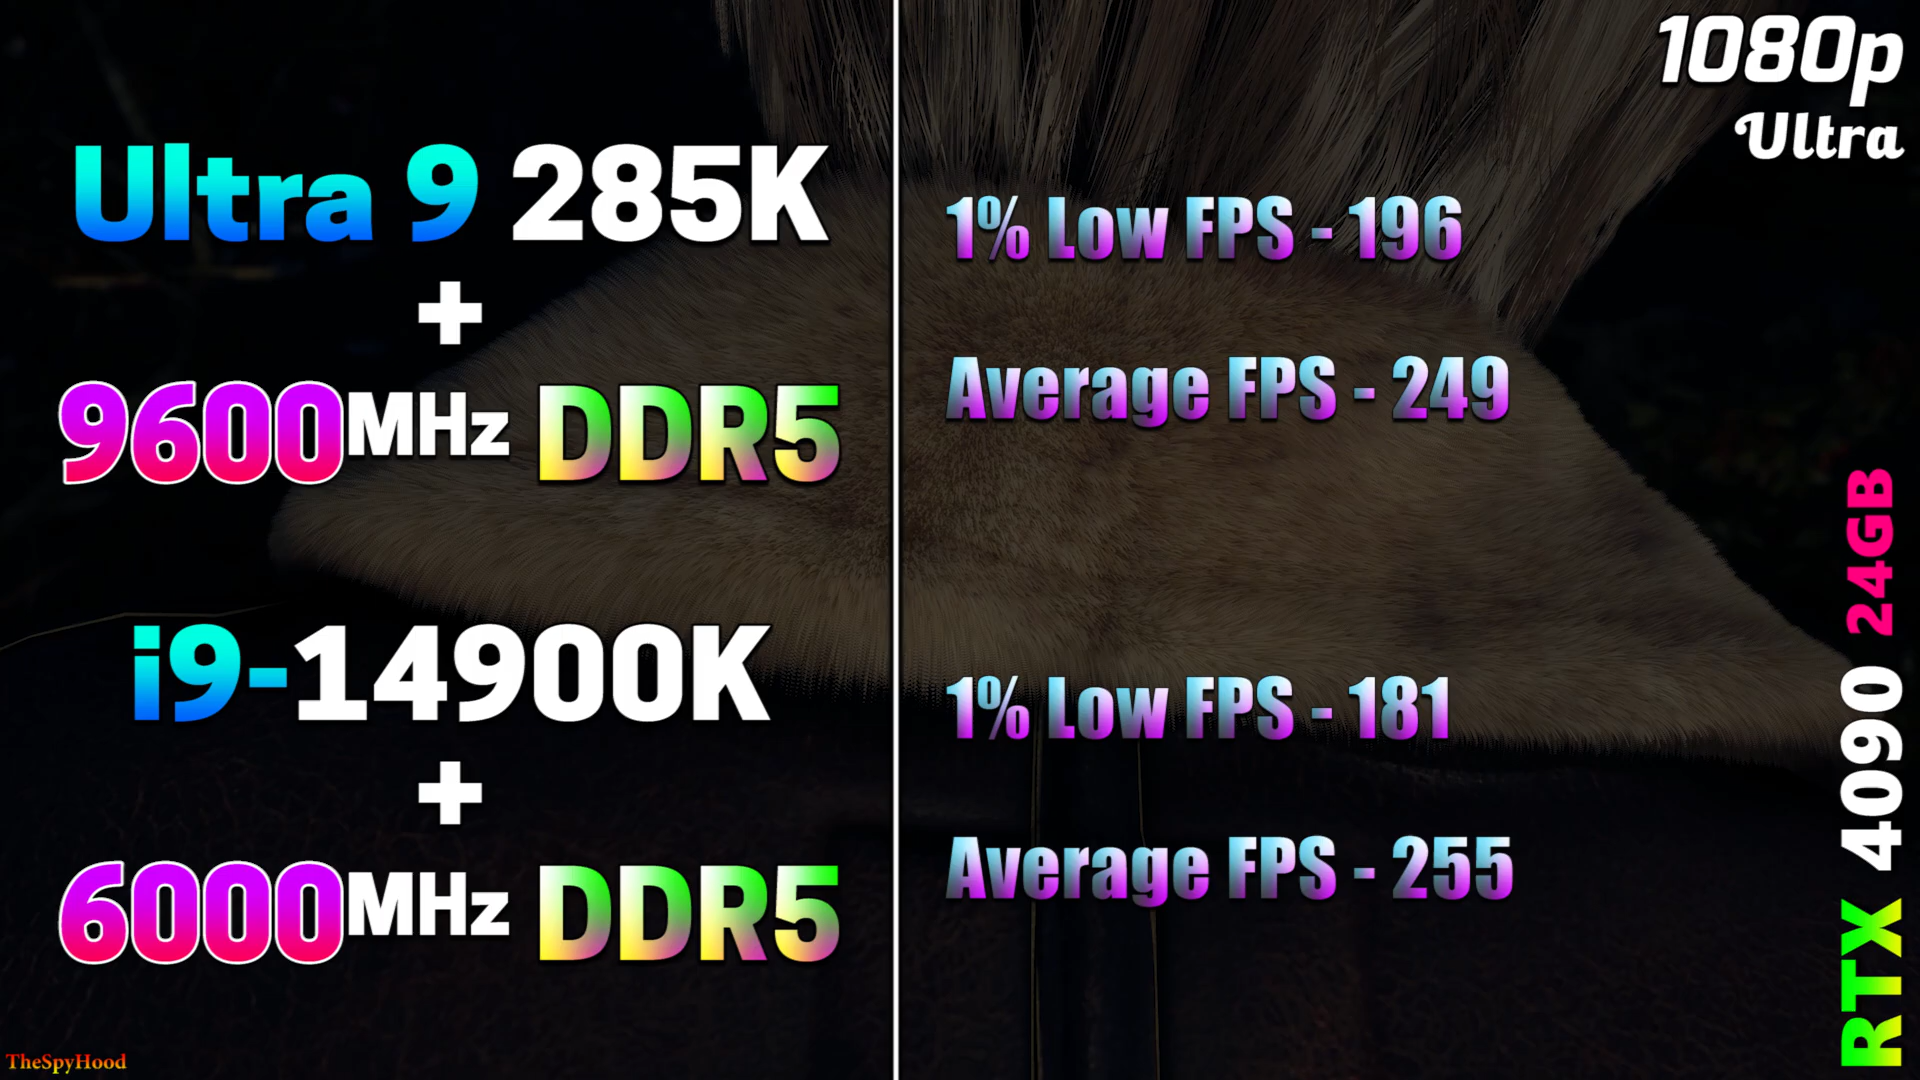 1080p
Ultra
Ultra 9 285K
+
9600MHz DDR5
1% Low FPS - 196
Average FPS - 249
i9-14900K
+
6000MHz DDR5
1% Low FPS - 181
Average FPS - 255
RTX 4090 24GB
TheSpyHood